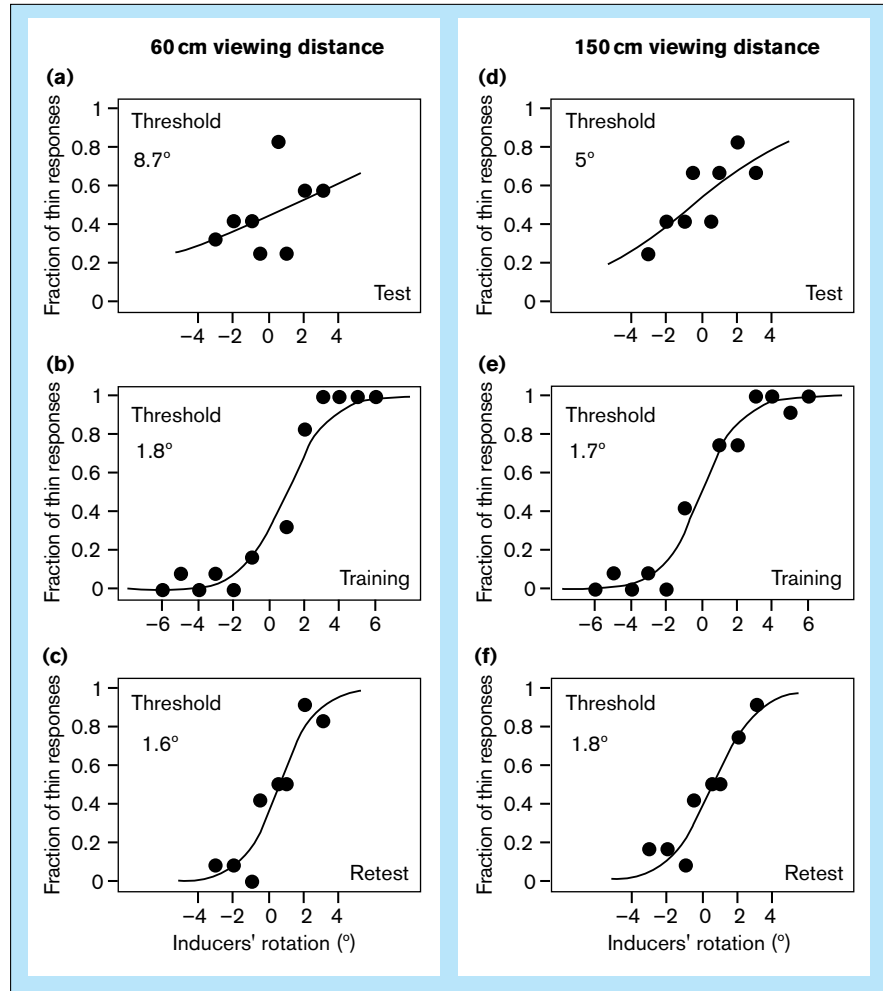 60 cm viewing distance
(a)
Fraction of thin responses
1
0.8
0.6
0.4
0.2
0
Threshold
8.7°
Test
−4 −2 0 2 4
(b)
Fraction of thin responses
1
0.8
0.6
0.4
0.2
0
Threshold
1.8°
Training
−6 −4 −2 0 2 4 6
(c)
Fraction of thin responses
1
0.8
0.6
0.4
0.2
0
Threshold
1.6°
Retest
−4 −2 0 2 4
Inducers' rotation (°)
150 cm viewing distance
(d)
Fraction of thin responses
1
0.8
0.6
0.4
0.2
0
Threshold
5°
Test
−4 −2 0 2 4
(e)
Fraction of thin responses
1
0.8
0.6
0.4
0.2
0
Threshold
1.7°
Training
−6 −4 −2 0 2 4 6
(f)
Fraction of thin responses
1
0.8
0.6
0.4
0.2
0
Threshold
1.8°
Retest
−4 −2 0 2 4
Inducers' rotation (°)